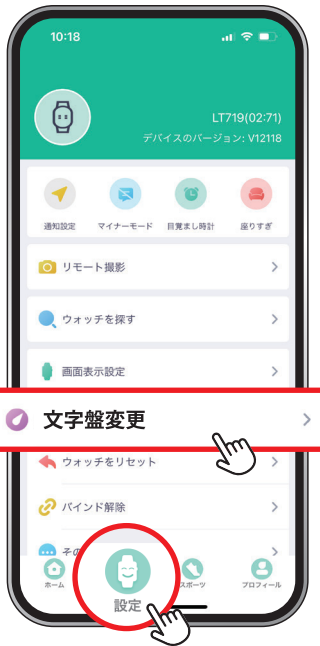 10:18
LT719(02:71)
デバイスのバージョン: V12118
通知設定 マイナーモード 目覚まし時計 座りすぎ
リモート撮影
ウォッチを探す
画面表示設定
文字盤変更
ウォッチをリセット
バインド解除
その
ホーム 設定 スポーツ プロフィール